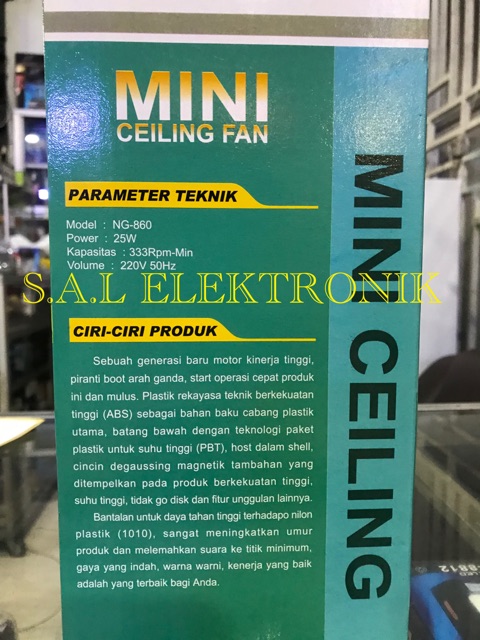 MINI
CEILING FAN
PARAMETER TEKNIK
Model : NG-860
Power : 25W
Kapasitas : 333Rpm-Min
Volume : 220V 50Hz
S.A.L ELEKTRONIK
CIRI-CIRI PRODUK
Sebuah generasi baru motor kinerja tinggi,
piranti boot arah ganda, start operasi cepat produk
ini dan mulus. Plastik rekayasa teknik berkekuatan
tinggi (ABS) sebagai bahan baku cabang plastik
utama, batang bawah dengan teknologi paket
plastik untuk suhu tinggi (PBT), host dalam shell,
cincin degaussing magnetik tambahan yang
ditempelkan pada produk berkekuatan tinggi,
suhu tinggi, tidak go disk dan fitur unggulan lainnya.
Bantalan untuk daya tahan tinggi terhadapo nilon
plastik (1010), sangat meningkatkan umur
produk dan melemahkan suara ke titik minimum,
gaya yang indah, warna warni, kenerja yang baik
adalah yang terbaik bagi Anda.
MINI CEILING
8812